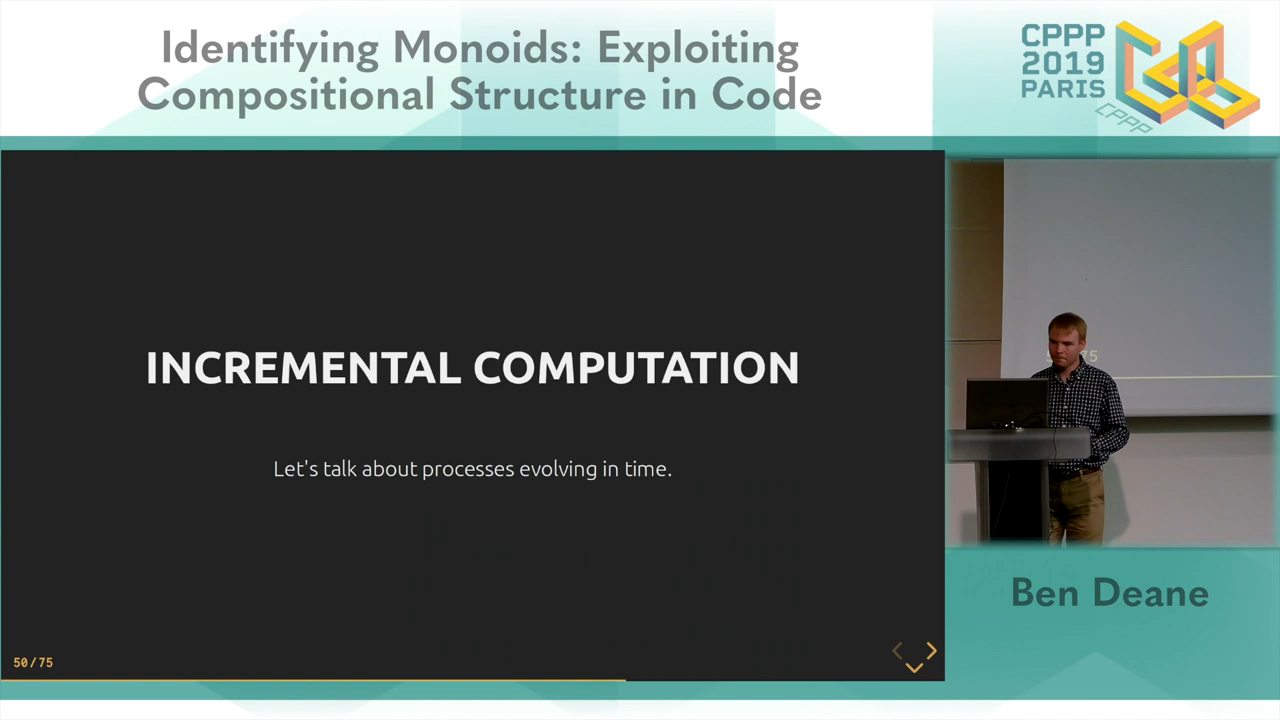 Identifying Monoids: Exploiting
Compositional Structure in Code
CPPP
2019
PARIS
CPPP
INCREMENTAL COMPUTATION
Let's talk about processes evolving in time.
50/75
Ben Deane